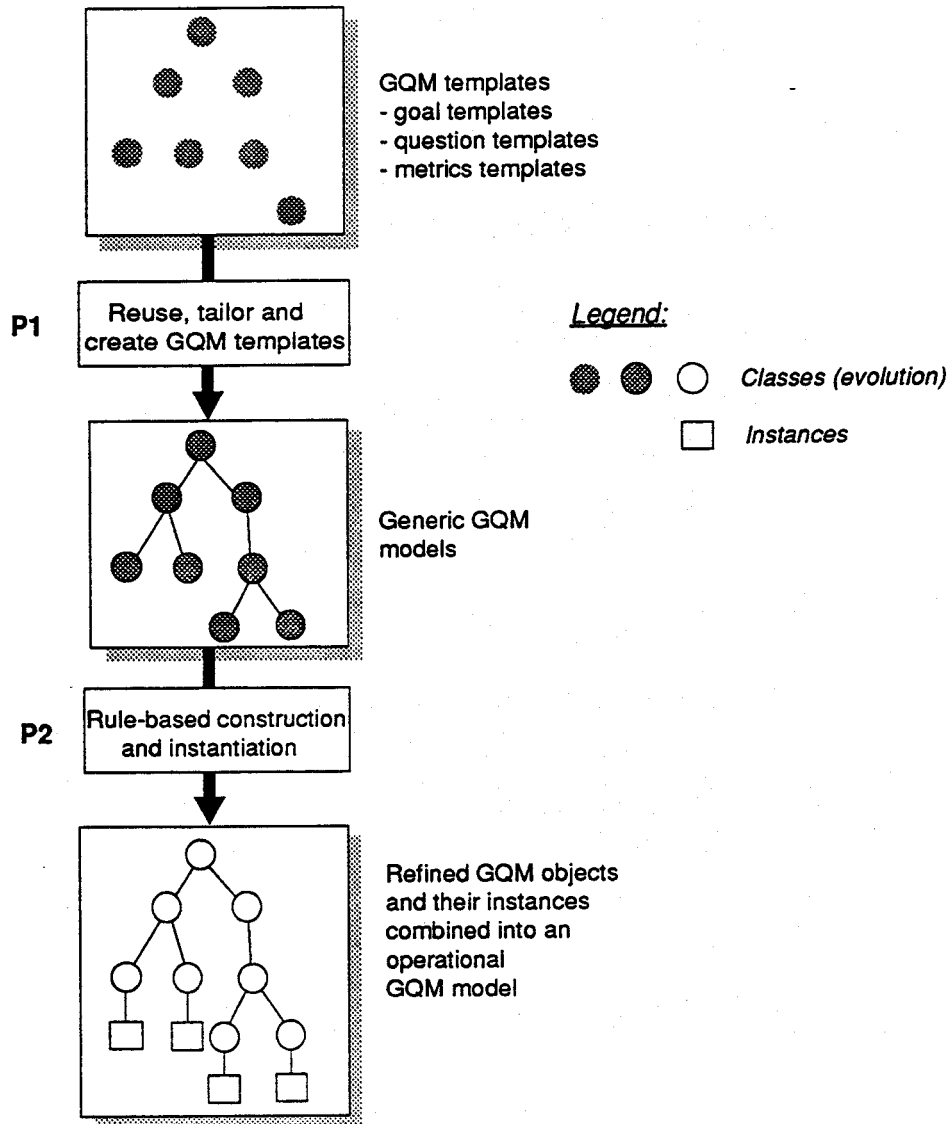 GQM templates
- goal templates
- question templates
- metrics templates
P1
Reuse, tailor and
create GQM templates
Legend:
Classes (evolution)
Instances
Generic GQM
models
P2
Rule-based construction
and instantiation
Refined GQM objects
and their instances
combined into an
operational
GQM model